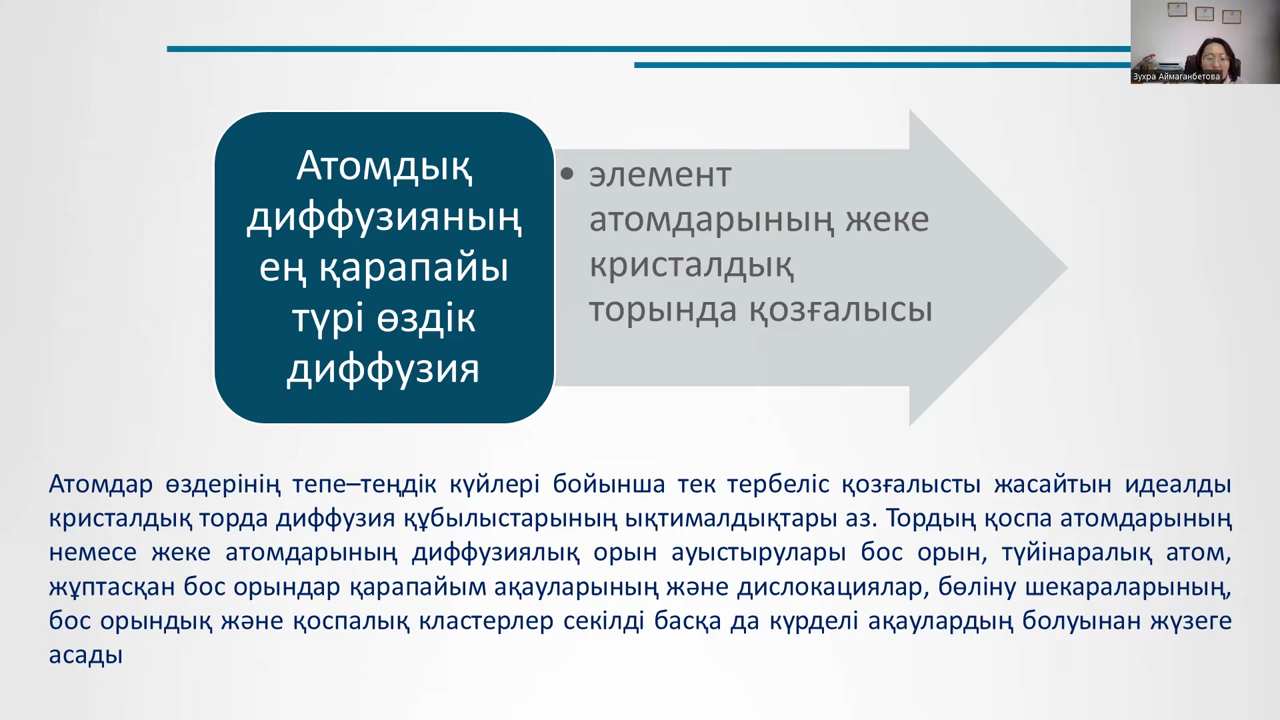 Зухра Аймаганбетова
Атомдық
диффузияның
ең қарапайы
түрі өздік
диффузия
• элемент
атомдарының жеке
кристалдық
торында қозғалысы
Атомдар өздерінің тепе–теңдік күйлері бойынша тек тербеліс қозғалысты жасайтын идеалды
кристалдық торда диффузия құбылыстарының ықтималдықтары аз. Тордың қоспа атомдарының
немесе жеке атомдарының диффузиялық орын ауыстырулары бос орын, түйінаралық атом,
жұптасқан бос орындар қарапайым ақауларының және дислокациялар, бөліну шекараларының,
бос орындық және қоспалық кластерлер секілді басқа да күрделі ақаулардың болуынан жүзеге
асады